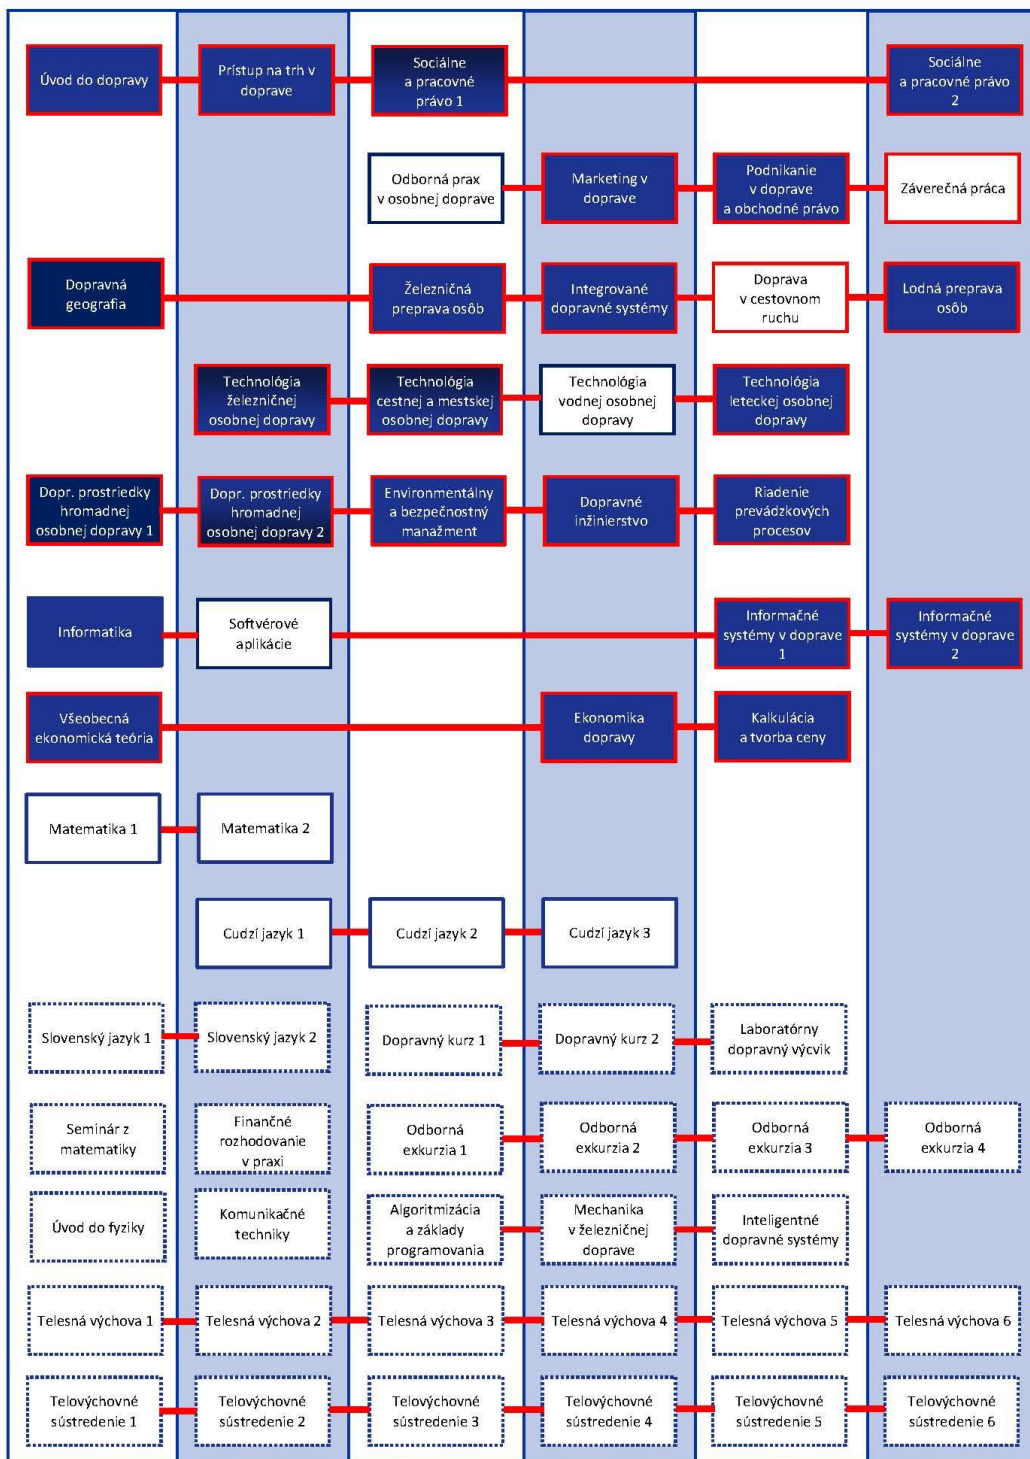 Úvod do dopravy
Prístup na trh v
doprave
Sociálne
a pracovné
právo 1
Sociálne
a pracovné právo
2
Odborná prax
v osobnej doprave
Marketing v
doprave
Podnikanie
v doprave
a obchodné právo
Záverečná práca
Dopravná
geografia
Železničná
preprava osôb
Integrované
dopravné systémy
Doprava
v cestovnom
ruchu
Lodná preprava
osôb
Technológia
železničnej
osobnej dopravy
Technológia
cestnej a mestskej
osobnej dopravy
Technológia
vodnej osobnej
dopravy
Technológia
leteckej osobnej
dopravy
Dopr. prostriedky
hromadnej
osobnej dopravy 1
Dopr. prostriedky
hromadnej
osobnej dopravy 2
Environmentálny
a bezpečnostný
manažment
Dopravné
inžinierstvo
Riadenie
prevádzkových
procesov
Informatika
Softvérové
aplikácie
Informačné
systémy v doprave
1
Informačné
systémy v doprave
2
Všeobecná
ekonomická teória
Ekonomika
dopravy
Kalkulácia
a tvorba ceny
Matematika 1
Matematika 2
Cudzí jazyk 1
Cudzí jazyk 2
Cudzí jazyk 3
Slovenský jazyk 1
Slovenský jazyk 2
Dopravný kurz 1
Dopravný kurz 2
Laboratórny
dopravný výcvik
Seminár z
matematiky
Finančné
rozhodovanie
v praxi
Odborná
exkurzia 1
Odborná
exkurzia 2
Odborná
exkurzia 3
Odborná
exkurzia 4
Úvod do fyziky
Komunikačné
techniky
Algoritmizácia
a základy
programovania
Mechanika
v železničnej
doprave
Inteligentné
dopravné systémy
Telesná výchova 1
Telesná výchova 2
Telesná výchova 3
Telesná výchova 4
Telesná výchova 5
Telesná výchova 6
Telovýchovné
sústredenie 1
Telovýchovné
sústredenie 2
Telovýchovné
sústredenie 3
Telovýchovné
sústredenie 4
Telovýchovné
sústredenie 5
Telovýchovné
sústredenie 6